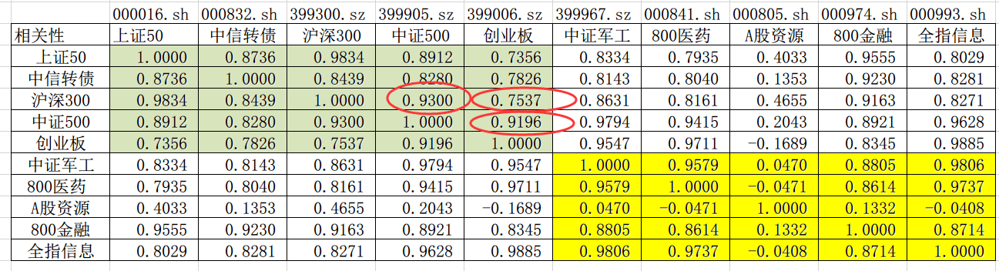 000016.sh 000832.sh 399300.sz 399905.sz 399006.sz 399967.sz 000841.sh 000805.sh 000974.sh 000993.sh
相关性 上证50 中信转债 沪深300 中证500 创业板 中证军工 800医药 A股资源 800金融 全指信息
上证50 1.0000 0.8736 0.9834 0.8912 0.7356 0.8334 0.7935 0.4033 0.9555 0.8029
中信转债 0.8736 1.0000 0.8439 0.8280 0.7826 0.8143 0.8040 0.1353 0.9230 0.8281
沪深300 0.9834 0.8439 1.0000 0.9300 0.7537 0.8631 0.8161 0.4655 0.9163 0.8271
中证500 0.8912 0.8280 0.9300 1.0000 0.9196 0.9794 0.9415 0.2043 0.8921 0.9628
创业板 0.7356 0.7826 0.7537 0.9196 1.0000 0.9547 0.9711 -0.1689 0.8345 0.9885
中证军工 0.8334 0.8143 0.8631 0.9794 0.9547 1.0000 0.9579 0.0470 0.8805 0.9806
800医药 0.7935 0.8040 0.8161 0.9415 0.9711 0.9579 1.0000 -0.0471 0.8614 0.9737
A股资源 0.4033 0.1353 0.4655 0.2043 -0.1689 0.0470 -0.0471 1.0000 0.1332 -0.0408
800金融 0.9555 0.9230 0.9163 0.8921 0.8345 0.8805 0.8614 0.1332 1.0000 0.8714
全指信息 0.8029 0.8281 0.8271 0.9628 0.9885 0.9806 0.9737 -0.0408 0.8714 1.0000